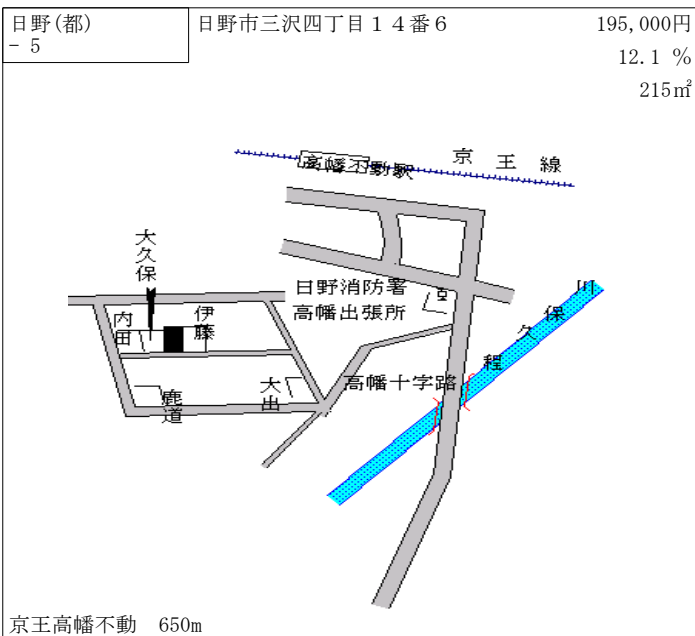 日野(都)
- 5
日野市三沢四丁目１４番６
195,000円
12.1 %
215㎡
京王線
高幡不動駅
大久保
日野消防署
高幡出張所
内田
伊藤
程久保川
高幡十字路
大出
鹿道
京王高幡不動 650m